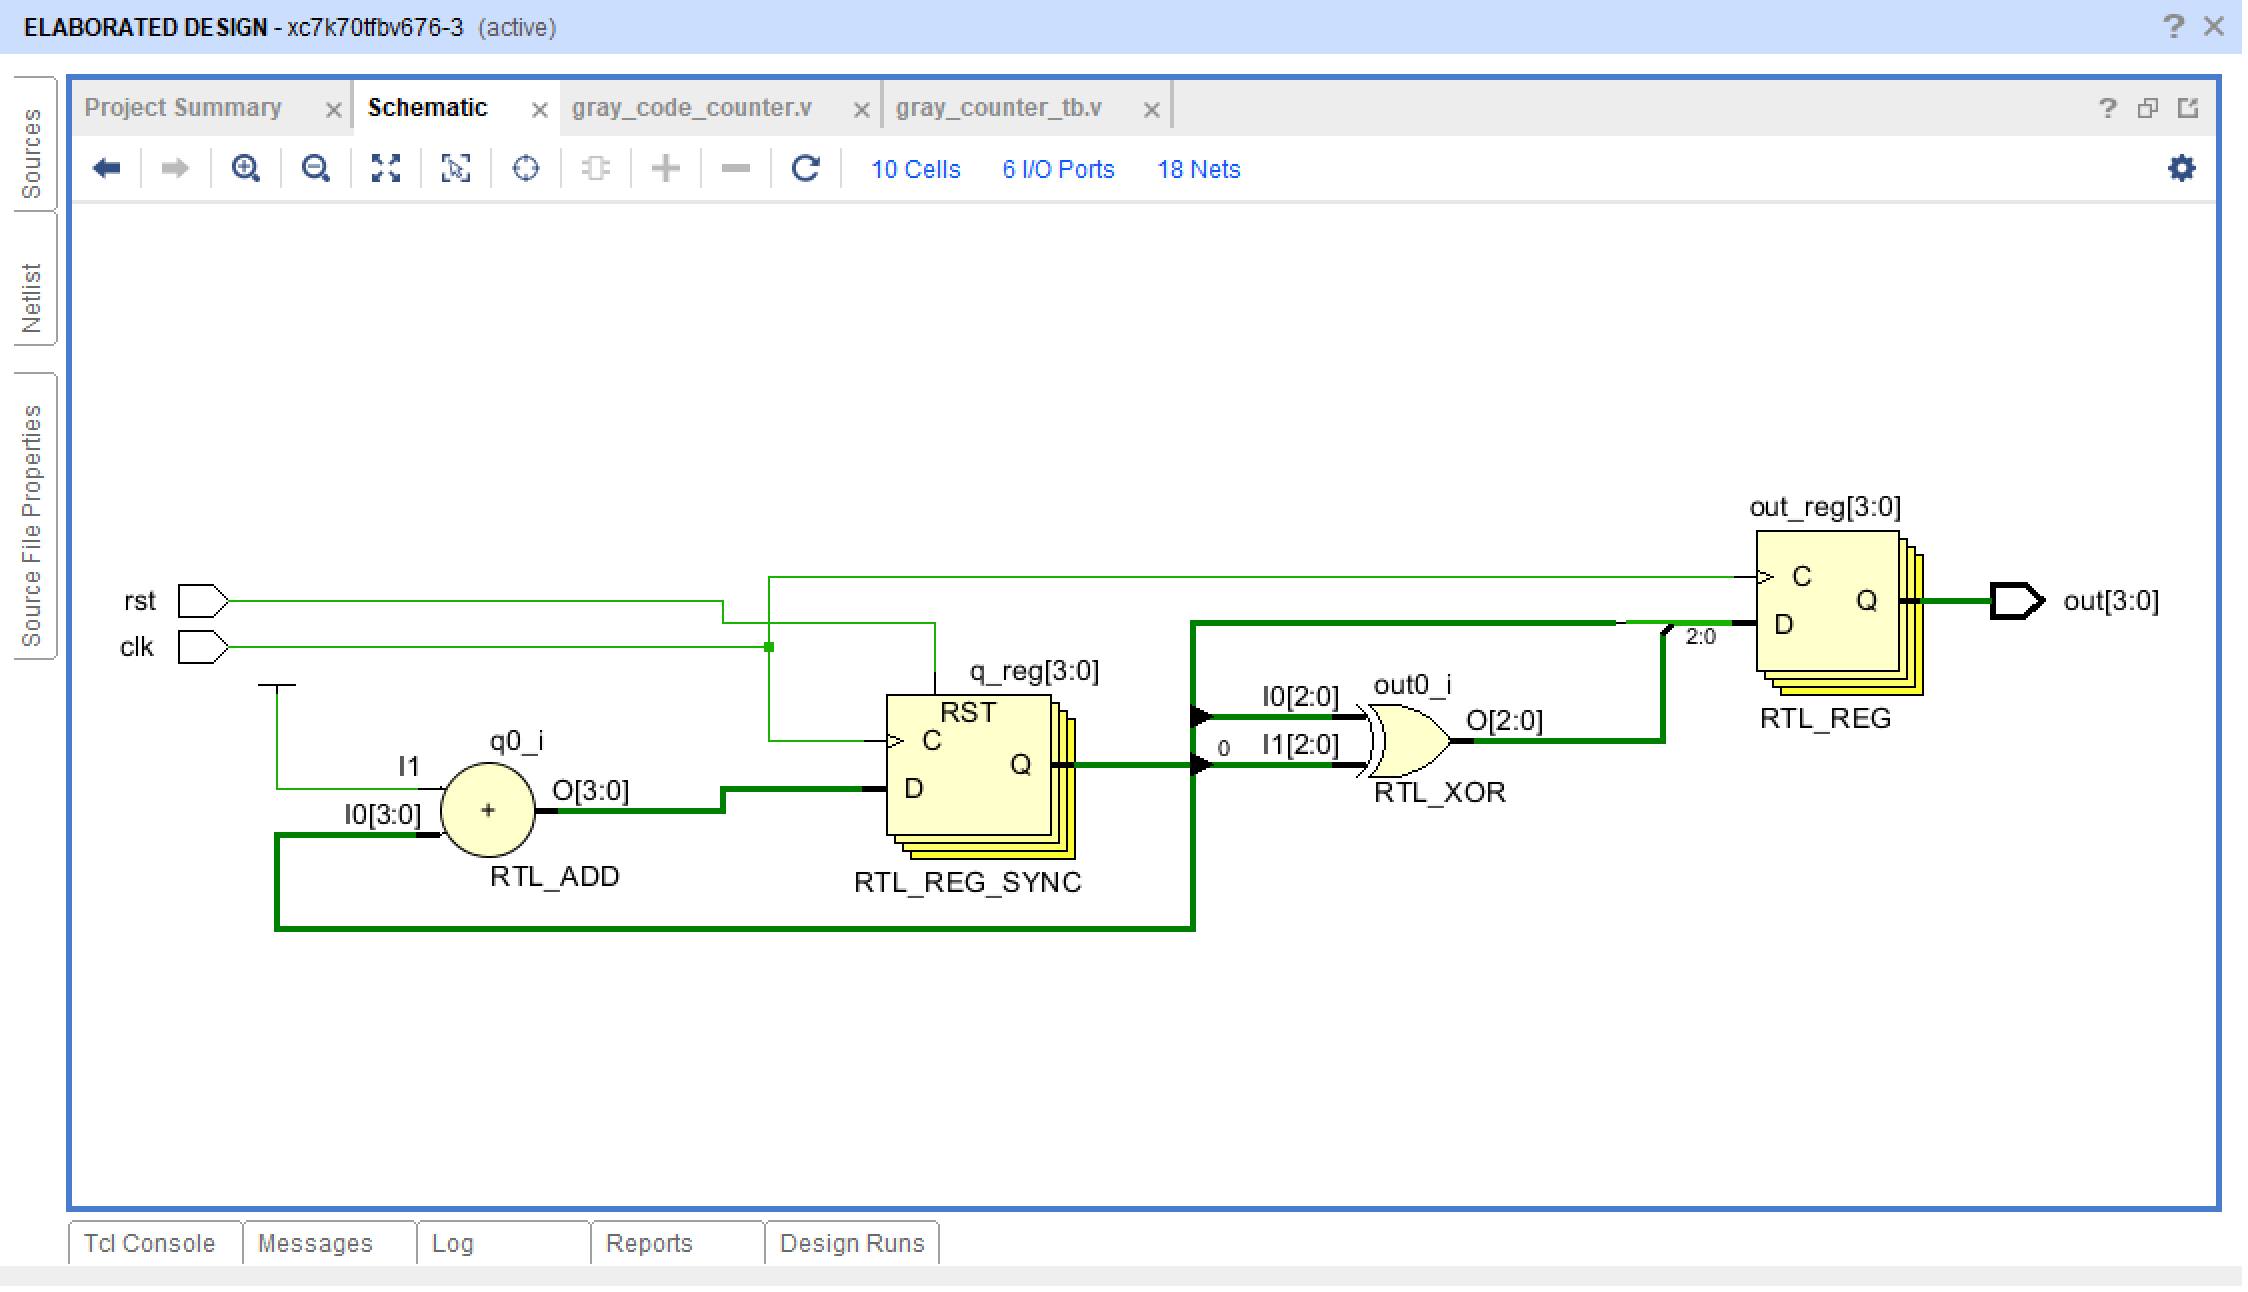 ELABORATED DESIGN - xc7k70tfbv676-3 (active)
Project Summary
Schematic
gray_code_counter.v
gray_counter_tb.v
10 Cells
6 I/O Ports
18 Nets
Sources
Netlist
Source File Properties
rst
clk
I1
I0[3:0]
q0_i
+
O[3:0]
RTL_ADD
q_reg[3:0]
RST
C
D
Q
RTL_REG_SYNC
0
I0[2:0]
I1[2:0]
out0_i
O[2:0]
RTL_XOR
2:0
out_reg[3:0]
C
D
Q
RTL_REG
out[3:0]
Tcl Console
Messages
Log
Reports
Design Runs